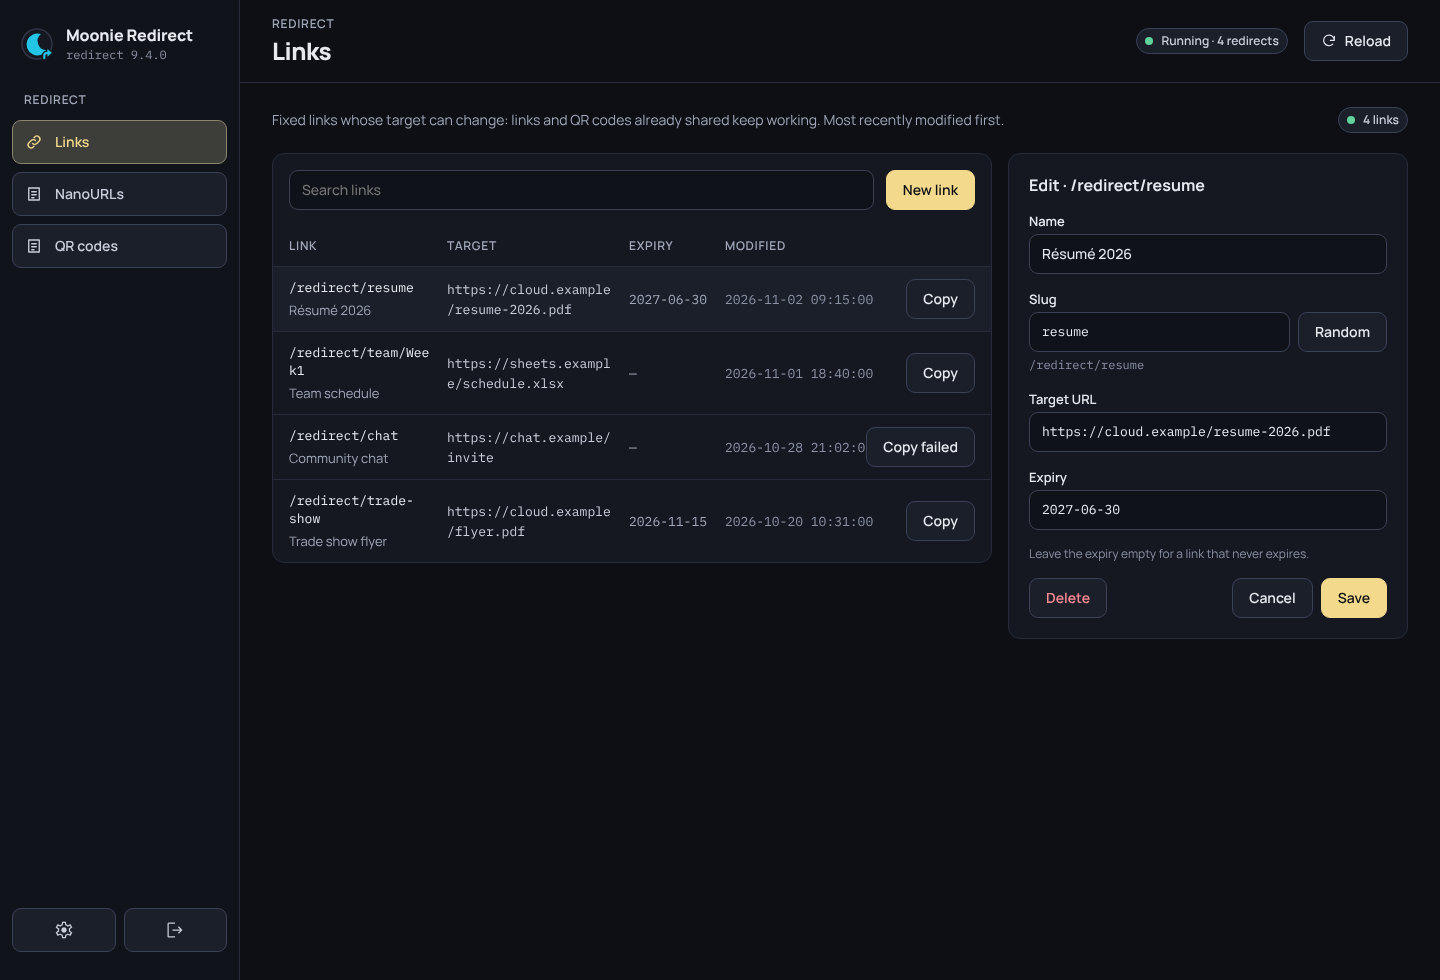 Moonie Redirect
redirect 9.4.0
REDIRECT
Links
NanoURLs
QR codes
REDIRECT
Links
Running · 4 redirects
Reload
Fixed links whose target can change: links and QR codes already shared keep working. Most recently modified first.
4 links
Search links
New link
LINK TARGET EXPIRY MODIFIED
/redirect/resume
Résumé 2026
https://cloud.example
/resume-2026.pdf
2027-06-30
2026-11-02 09:15:00
Copy
/redirect/team/Wee
k1
Team schedule
https://sheets.exampl
e/schedule.xlsx
—
2026-11-01 18:40:00
Copy
/redirect/chat
Community chat
https://chat.example/
invite
—
2026-10-28 21:02:0
Copy failed
/redirect/trade-
show
Trade show flyer
https://cloud.example
/flyer.pdf
2026-11-15
2026-10-20 10:31:00
Copy
Edit · /redirect/resume
Name
Résumé 2026
Slug
resume
Random
/redirect/resume
Target URL
https://cloud.example/resume-2026.pdf
Expiry
2027-06-30
Leave the expiry empty for a link that never expires.
Delete
Cancel
Save